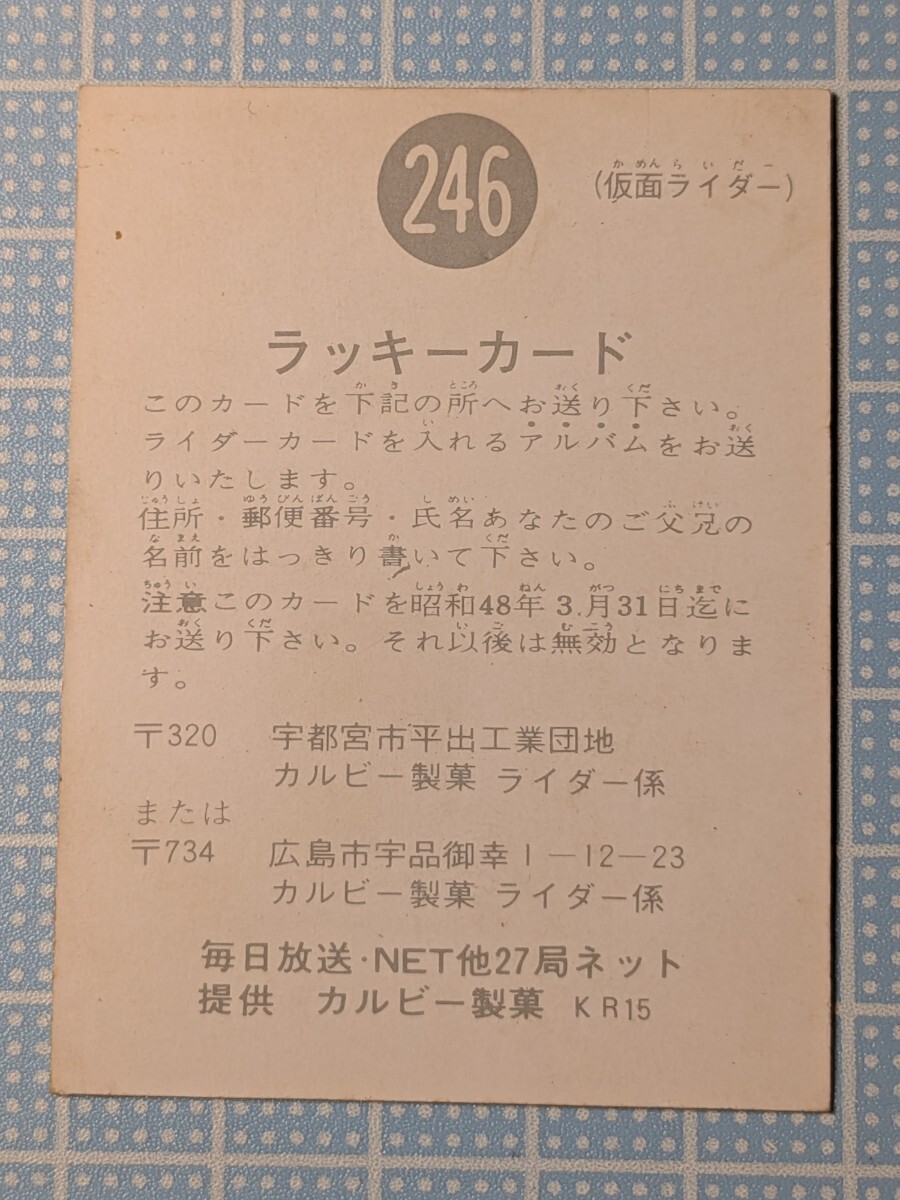 246
(仮面ライダー)
かめんらいだー
ラッキーカード
このカードを下記の所へお送り下さい。
ライダーカードを入れるアルバムをお送
りいたします。
住所・郵便番号・氏名あなたのご父兄の
名前をはっきり書いて下さい。
注意このカードを昭和48年3.月31日迄に
お送り下さい。それ以後は無効となりま
す。
〒320 宇都宮市平出工業団地
カルビー製菓 ライダー係
または
〒734 広島市宇品御幸1-12-23
カルビー製菓 ライダー係
毎日放送・NET他27局ネット
提供 カルビー製菓 KR15